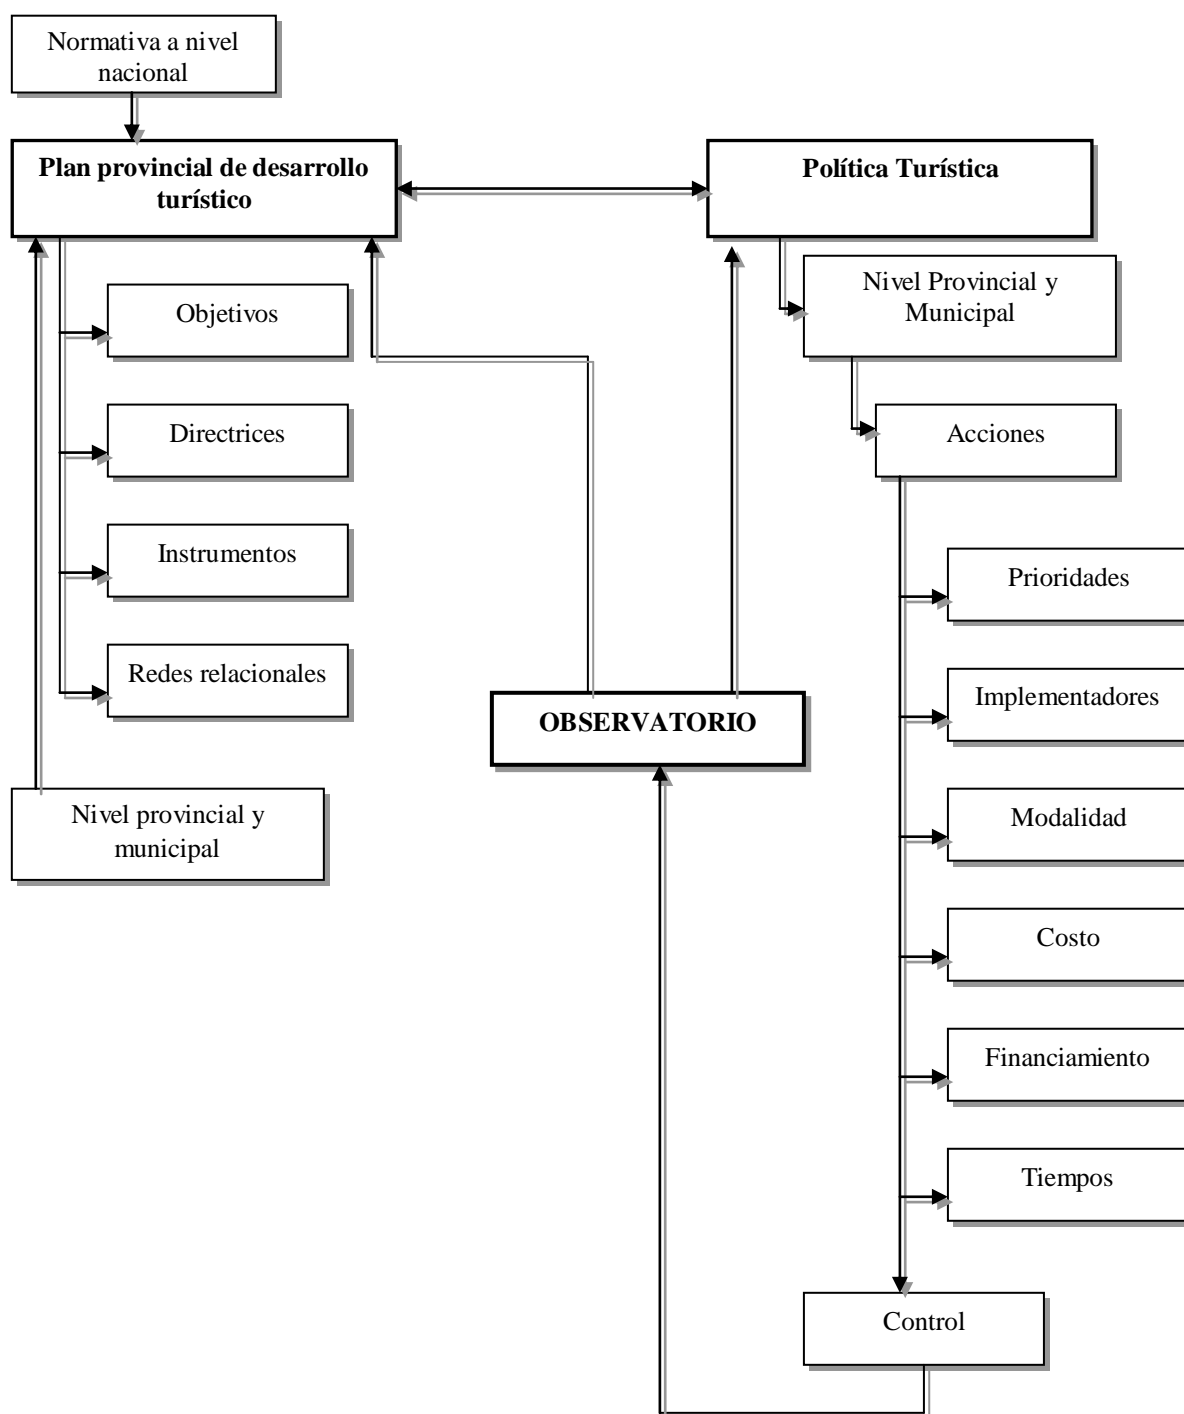 Normativa a nivel
nacional
Plan provincial de desarrollo
turístico
Política Turística
Nivel Provincial y
Municipal
Objetivos
Directrices
Acciones
Instrumentos
Prioridades
Redes relacionales
Implementadores
OBSERVATORIO
Nivel provincial y
municipal
Modalidad
Costo
Financiamiento
Tiempos
Control